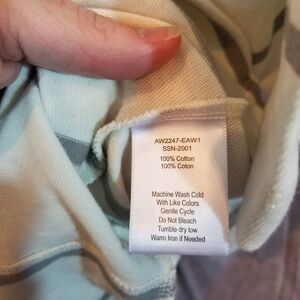 AW2247-EAW1
SSN-2001
100% Cotton
100% Coton
Machine Wash Cold
With Like Colors
Gentle Cycle
Do Not Bleach
Tumble dry low
Warm Iron if Needed